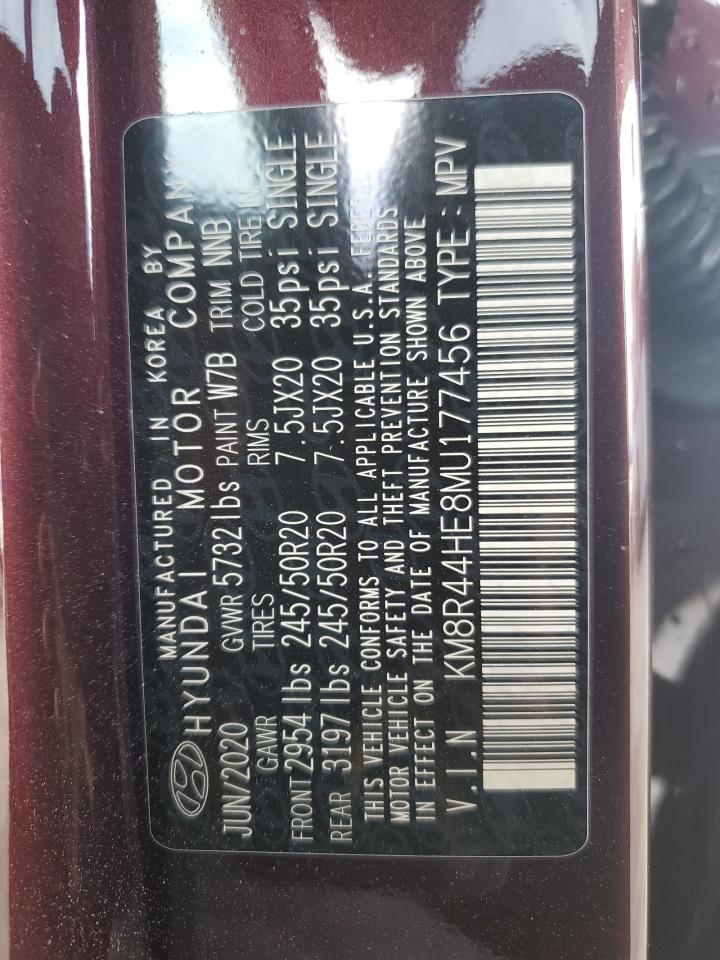 MANUFACTURED IN KOREA BY
HYUNDAI MOTOR COMPANY
JUN/2020 GVWR 5732lbs PAINT W7B TRIM NNB
GAWR TIRES RIMS COLD TIRE
FRONT 2954 lbs 245/50R20 7.5JX20 35psi SINGLE
REAR 3197 lbs 245/50R20 7.5JX20 35psi SINGLE
THIS VEHICLE CONFORMS TO ALL APPLICABLE U.S.A. FEDERAL
MOTOR VEHICLE SAFETY AND THEFT PREVENTION STANDARDS
IN EFFECT ON THE DATE OF MANUFACTURE SHOWN ABOVE
V.I.N KM8R44HE8MU177456 TYPE: MPV